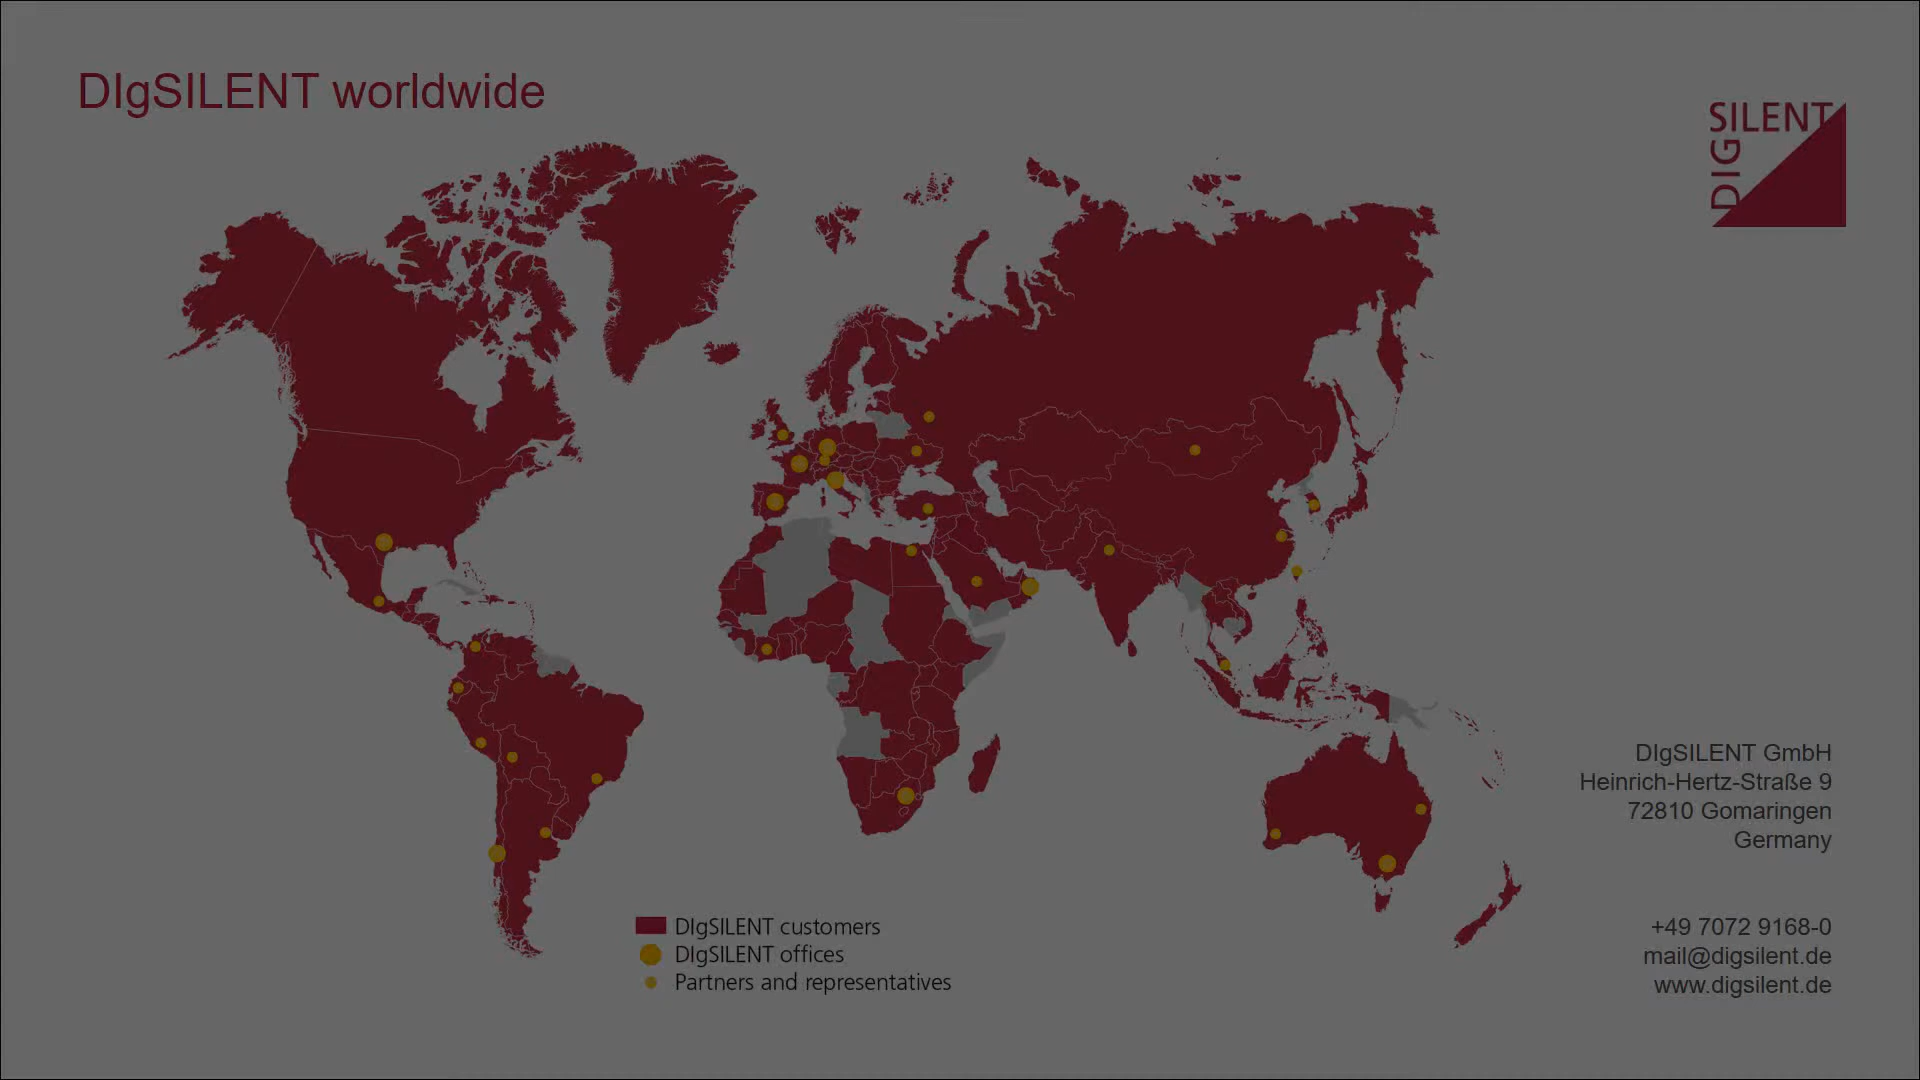 DIgSILENT worldwide
SILENT
DIG
DIgSILENT GmbH
Heinrich-Hertz-Straße 9
72810 Gomaringen
Germany
+49 7072 9168-0
mail@digsilent.de
www.digsilent.de
DIgSILENT customers
DIgSILENT offices
Partners and representatives